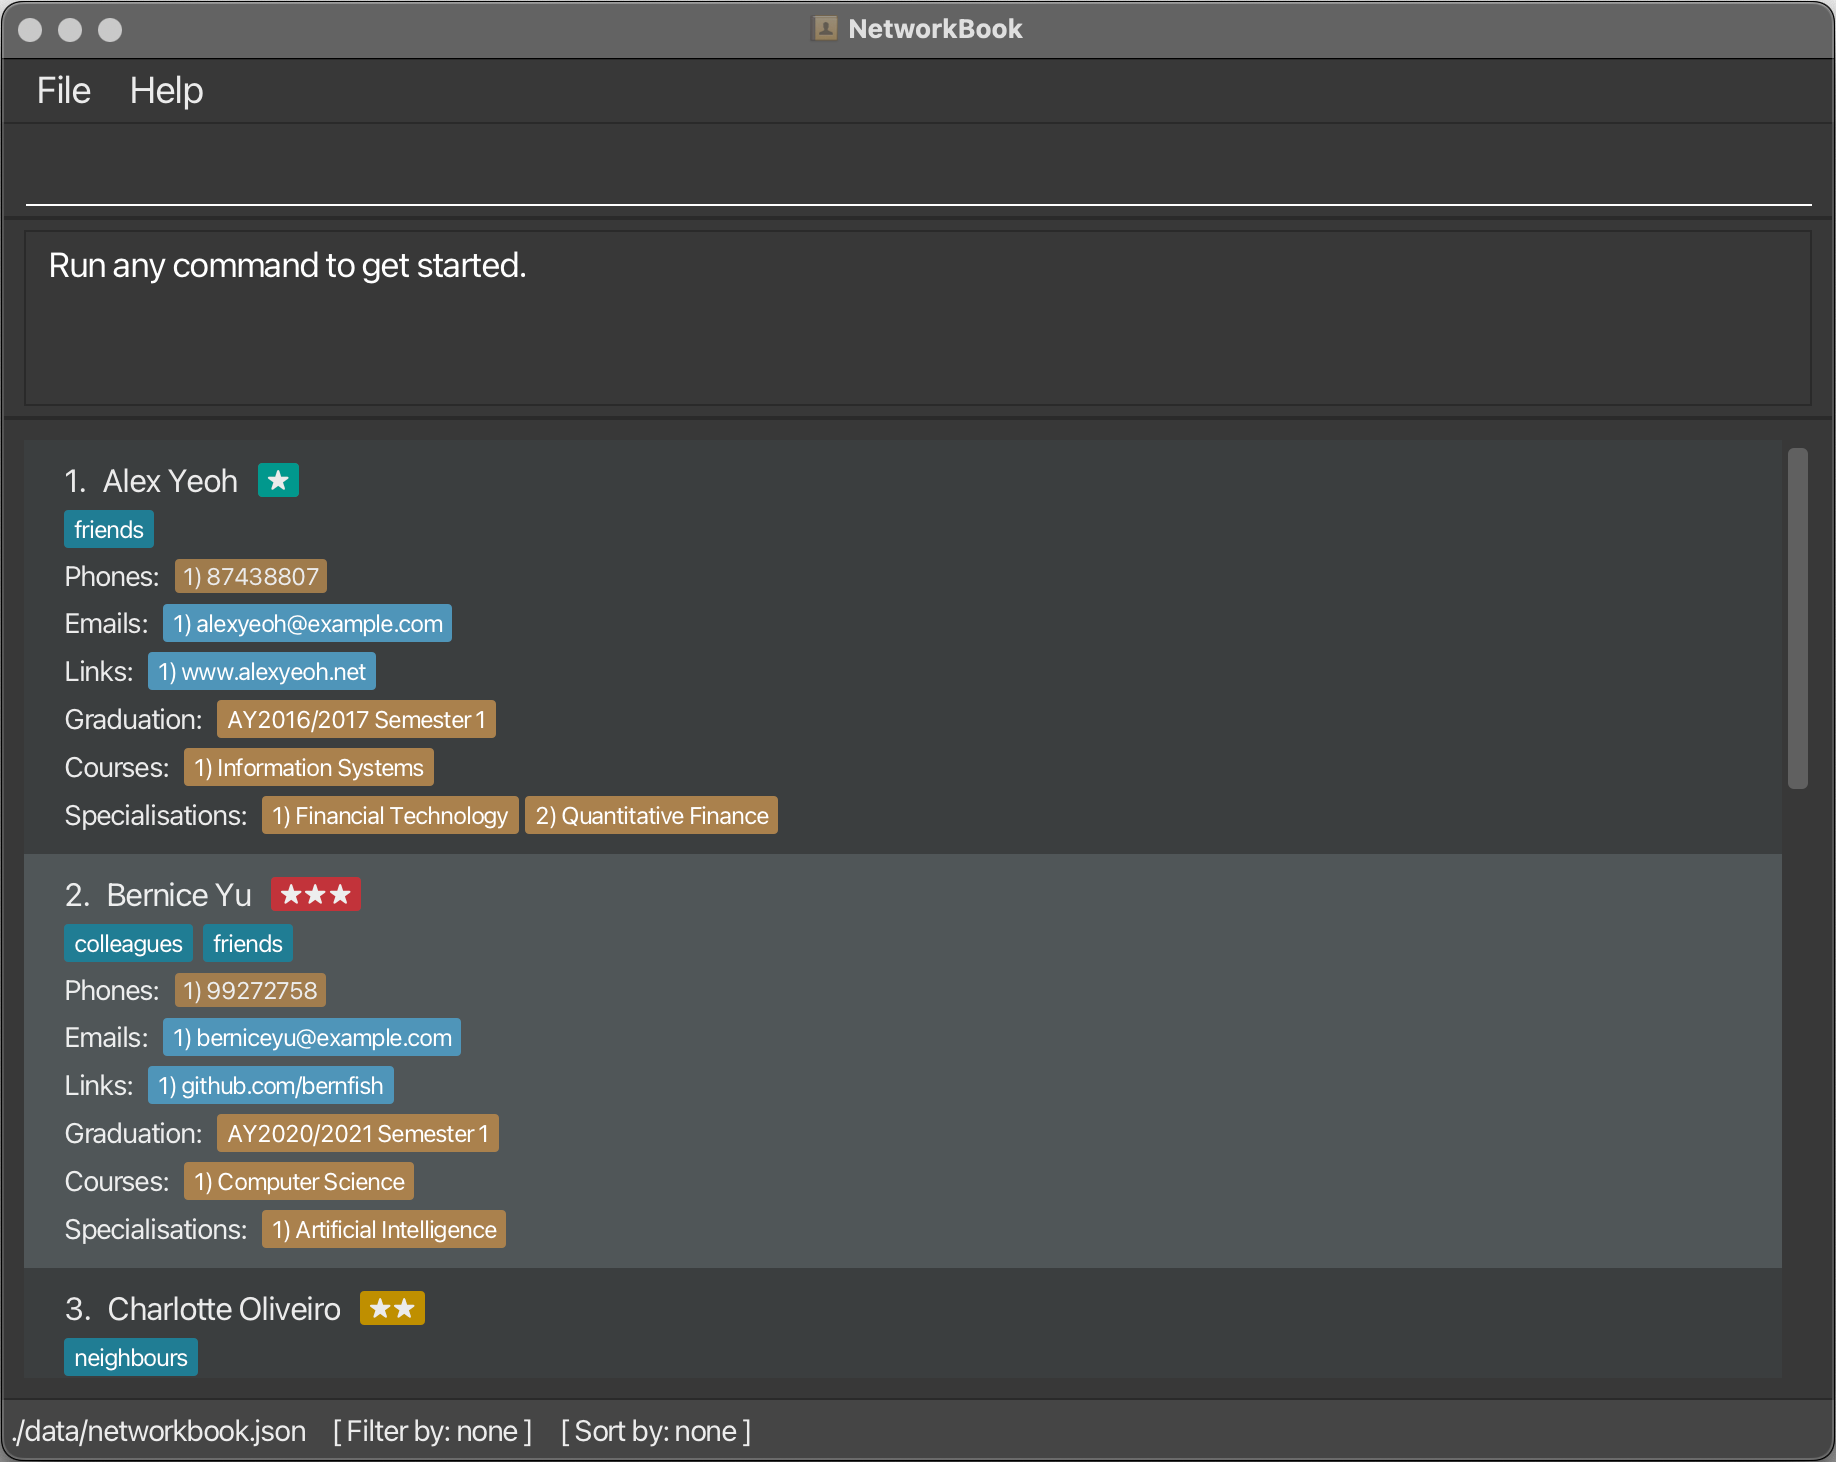 NetworkBook
File Help
Run any command to get started.
1. Alex Yeoh ★
friends
Phones: 1) 87438807
Emails: 1) alexyeoh@example.com
Links: 1) www.alexyeoh.net
Graduation: AY2016/2017 Semester 1
Courses: 1) Information Systems
Specialisations: 1) Financial Technology 2) Quantitative Finance
2. Bernice Yu ★★★
colleagues friends
Phones: 1) 99272758
Emails: 1) berniceyu@example.com
Links: 1) github.com/bernfish
Graduation: AY2020/2021 Semester 1
Courses: 1) Computer Science
Specialisations: 1) Artificial Intelligence
3. Charlotte Oliveiro ★★
neighbours
./data/networkbook.json [ Filter by: none ] [ Sort by: none ]